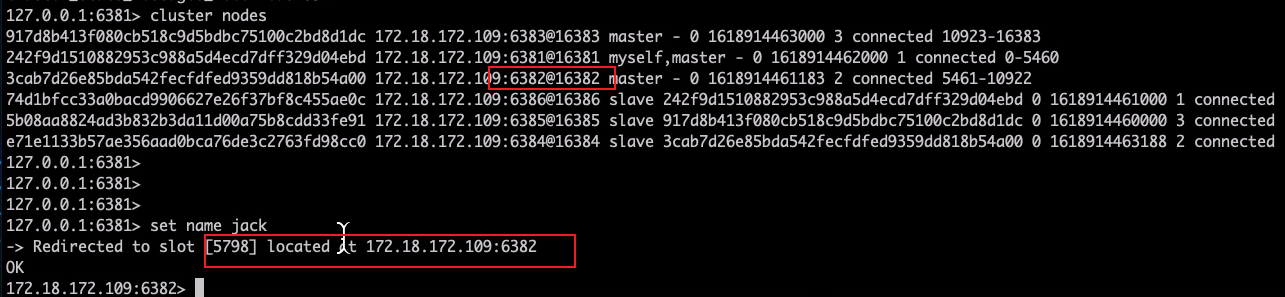 127.0.0.1:6381> cluster nodes
917d8b413f080cb518c9d5bdbc75100c2bd8d1dc 172.18.172.109:6383@16383 master - 0 1618914463000 3 connected 10923-16383
242f9d1510882953c988a5d4ecd7dff329d04ebd 172.18.172.109:6381@16381 myself,master - 0 1618914462000 1 connected 0-5460
3cab7d26e85bda542fecfdfed9359dd818b54a00 172.18.172.109:6382@16382 master - 0 1618914461183 2 connected 5461-10922
74d1bfcc33a0bacd9906627e26f37bf8c455ae0c 172.18.172.109:6386@16386 slave 242f9d1510882953c988a5d4ecd7dff329d04ebd 0 1618914461000 1 connected
5b08aa8824ad3b832b3da11d00a75b8cdd33fe91 172.18.172.109:6385@16385 slave 917d8b413f080cb518c9d5bdbc75100c2bd8d1dc 0 1618914460000 3 connected
e71e1133b57ae356aad0bca76de3c2763fd98cc0 172.18.172.109:6384@16384 slave 3cab7d26e85bda542fecfdfed9359dd818b54a00 0 1618914463188 2 connected
127.0.0.1:6381>
127.0.0.1:6381>
127.0.0.1:6381>
127.0.0.1:6381> set name jack
-> Redirected to slot [5798] located at 172.18.172.109:6382
OK
172.18.172.109:6382>